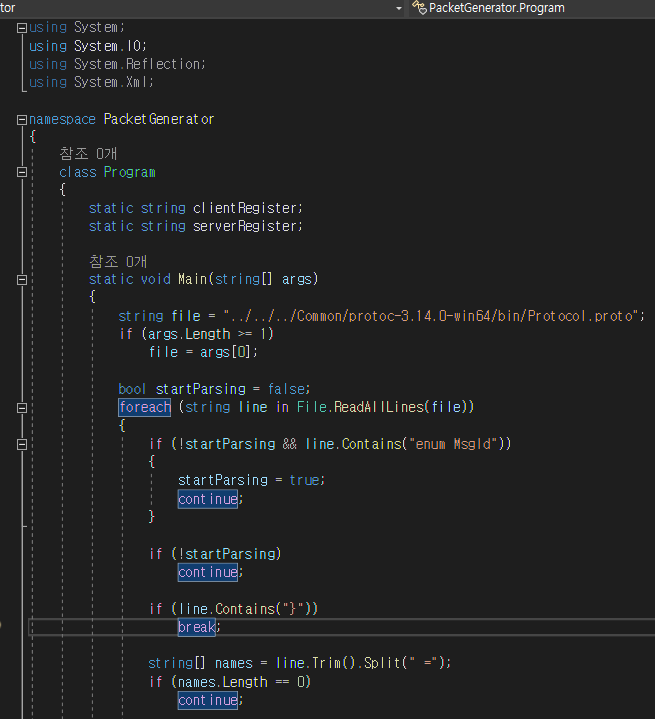 tor PacketGenerator.Program
using System;
using System.IO;
using System.Reflection;
using System.Xml;
namespace PacketGenerator
{
참조 0개
class Program
{
static string clientRegister;
static string serverRegister;
참조 0개
static void Main(string[] args)
{
string file = "../../../Common/protoc-3.14.0-win64/bin/Protocol.proto";
if (args.Length >= 1)
file = args[0];
bool startParsing = false;
foreach (string line in File.ReadAllLines(file))
{
if (!startParsing && line.Contains("enum MsgId"))
{
startParsing = true;
continue;
}
if (!startParsing)
continue;
if (line.Contains("}"))
break;
string[] names = line.Trim().Split(" =");
if (names.Length == 0)
continue;